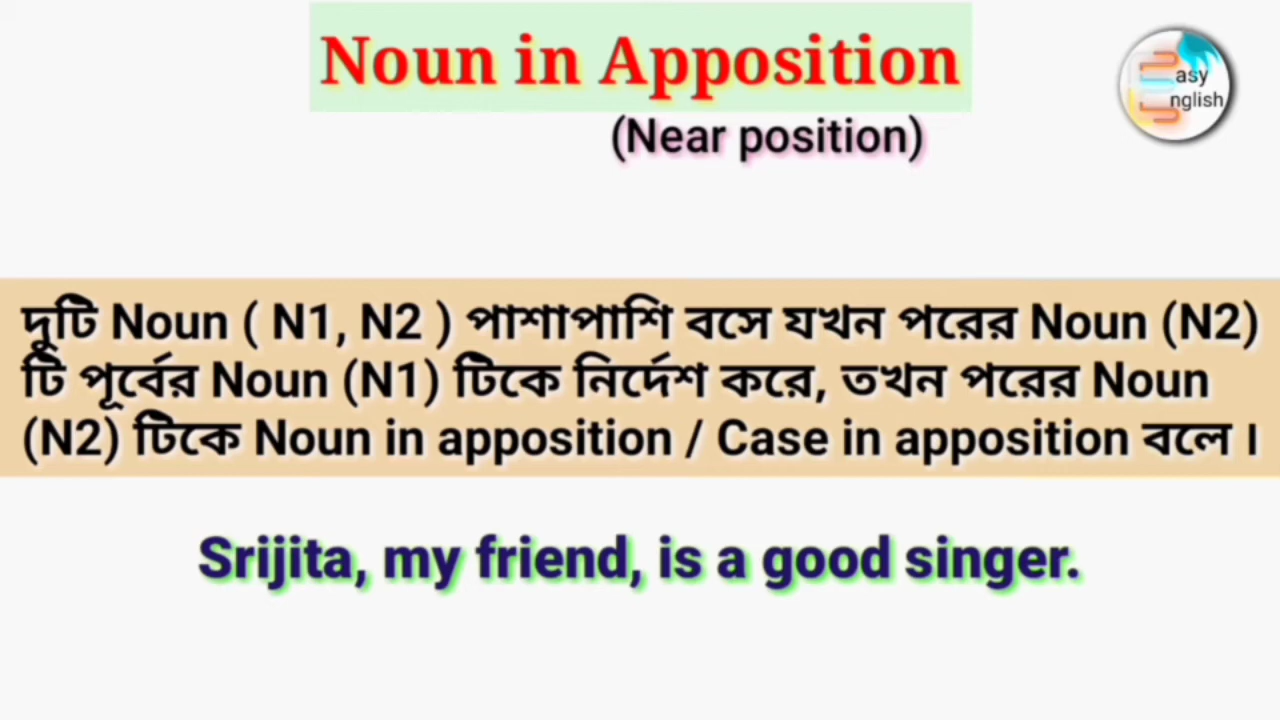 Noun in Apposition
asy
nglish
(Near position)
দুটি Noun ( N1, N2 ) পাশাপাশি বসে যখন পরের Noun (N2)
টি পূর্বের Noun (N1) টিকে নির্দেশ করে, তখন পরের Noun
(N2) টিকে Noun in apposition / Case in apposition বলে ।
Srijita, my friend, is a good singer.